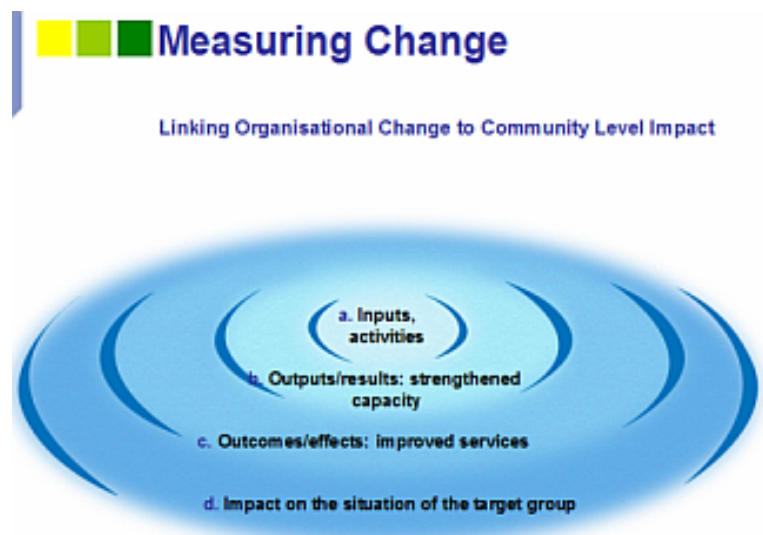 Measuring Change
Linking Organisational Change to Community Level Impact
a. Inputs,
activities
b. Outputs/results: strengthened
capacity
c. Outcomes/effects: improved services
d. Impact on the situation of the target group